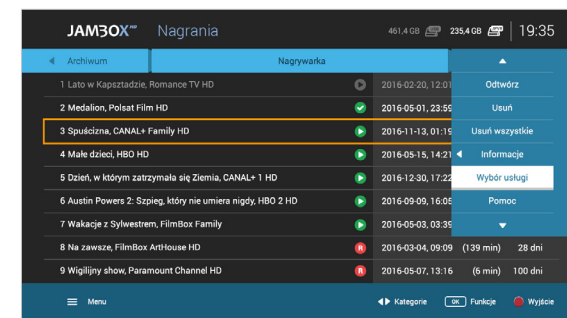 JAMBOX HD Nagrania 461,4 GB 235,4 GB 19:35
Archiwum Nagrywarka
1 Lato w Kapsztadzie, Romance TV HD 2016-02-20, 12:01 Odtwórz
2 Medalion, Polsat Film HD 2016-05-01, 23:59 Usuń
3 Spuścizna, CANAL+ Family HD 2016-11-13, 01:19 Usuń wszystkie
4 Małe dzieci, HBO HD 2016-05-15, 14:21 Informacje
5 Dzień, w którym zatrzymała się Ziemia, CANAL+ 1 HD 2016-12-30, 17:22 Wybór usługi
6 Austin Powers 2: Szpieg, który nie umiera nigdy, HBO 2 HD 2016-09-09, 16:05 Pomoc
7 Wakacje z Sylwestrem, FilmBox Family 2016-05-03, 03:39
8 Na zawsze, FilmBox ArtHouse HD R 2016-03-04, 09:09 (139 min) 28 dni
9 Wigilijny show, Paramount Channel HD R 2016-05-07, 13:16 (6 min) 100 dni
Menu Kategorie OK Funkcje Wyjście